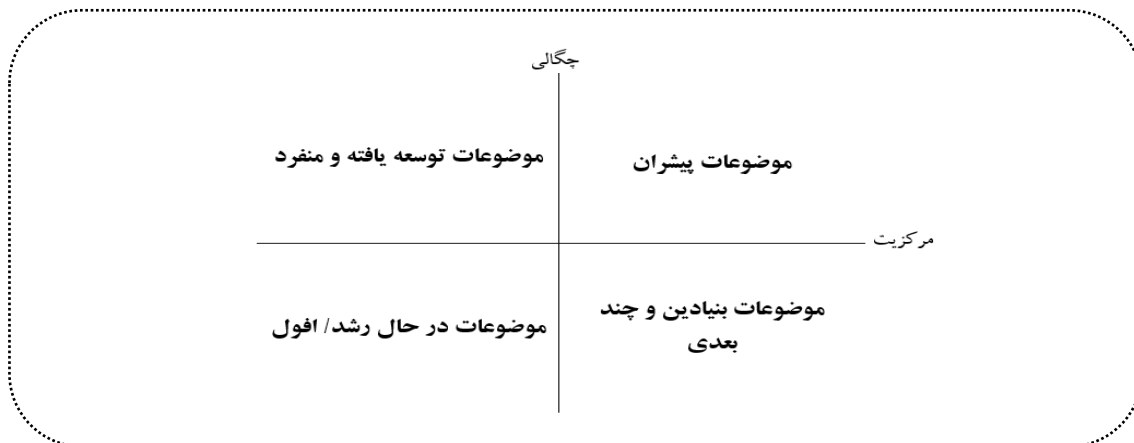 چگالی
موضوعات پیشران
موضوعات توسعه یافته و منفرد
مرکزیت
موضوعات بنیادین و چند
بعدی
موضوعات در حال رشد/ افول